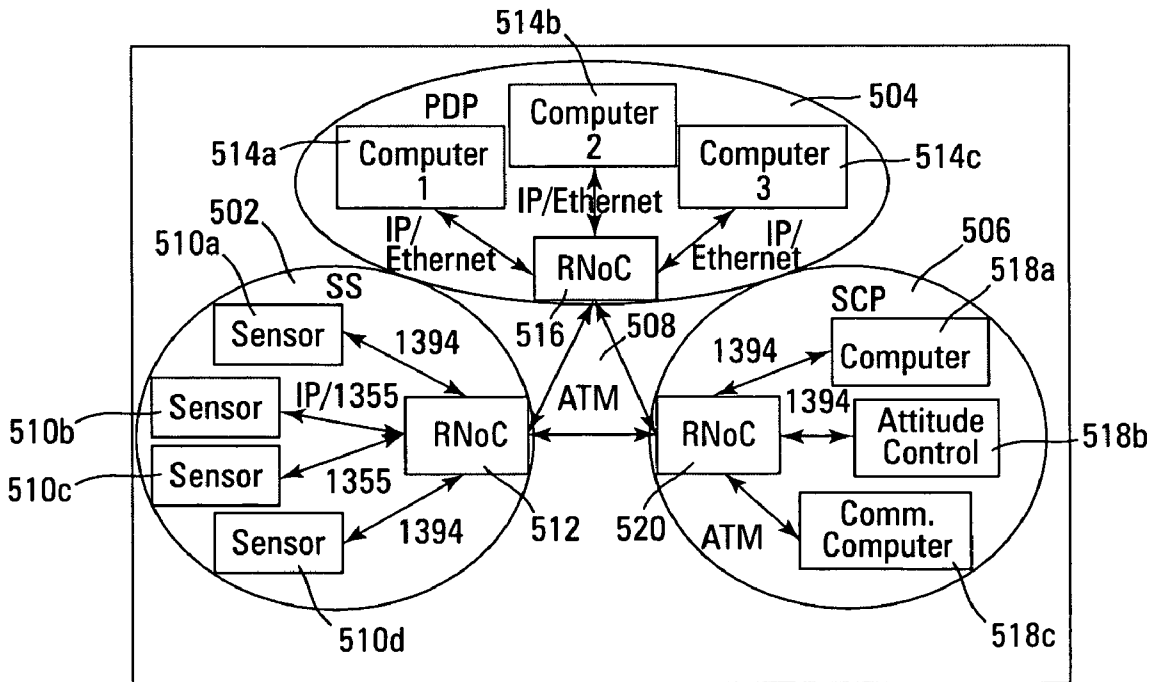 514b
504
PDP
Computer
2
514a
Computer
1
Computer
3
514c
IP/Ethernet
502
IP/
Ethernet
IP/
Ethernet
506
510a
RNoC
518a
SS
SCP
516
508
Sensor
1394
1394
Computer
IP/1355
ATM
1394
Sensor
RNoC
RNoC
Attitude
Control
510b
518b
Sensor
510c
1355
1394
512
520
ATM
Comm.
Computer
Sensor
510d
518c